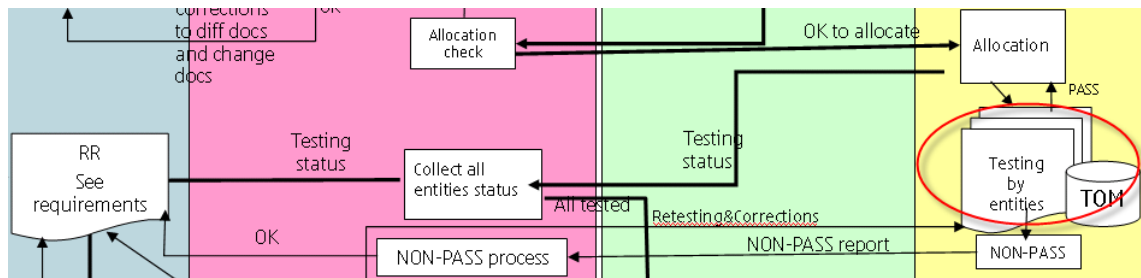 corrections
to diff docs
and change
docs
OK
Allocation
check
OK to allocate
Allocation
PASS
RR
See
requirements
Testing
status
Collect all
entities status
Testing
status
Testing
by
entities
TOM
All tested
Retesting&Corrections
OK
NON-PASS process
NON-PASS report
NON-PASS